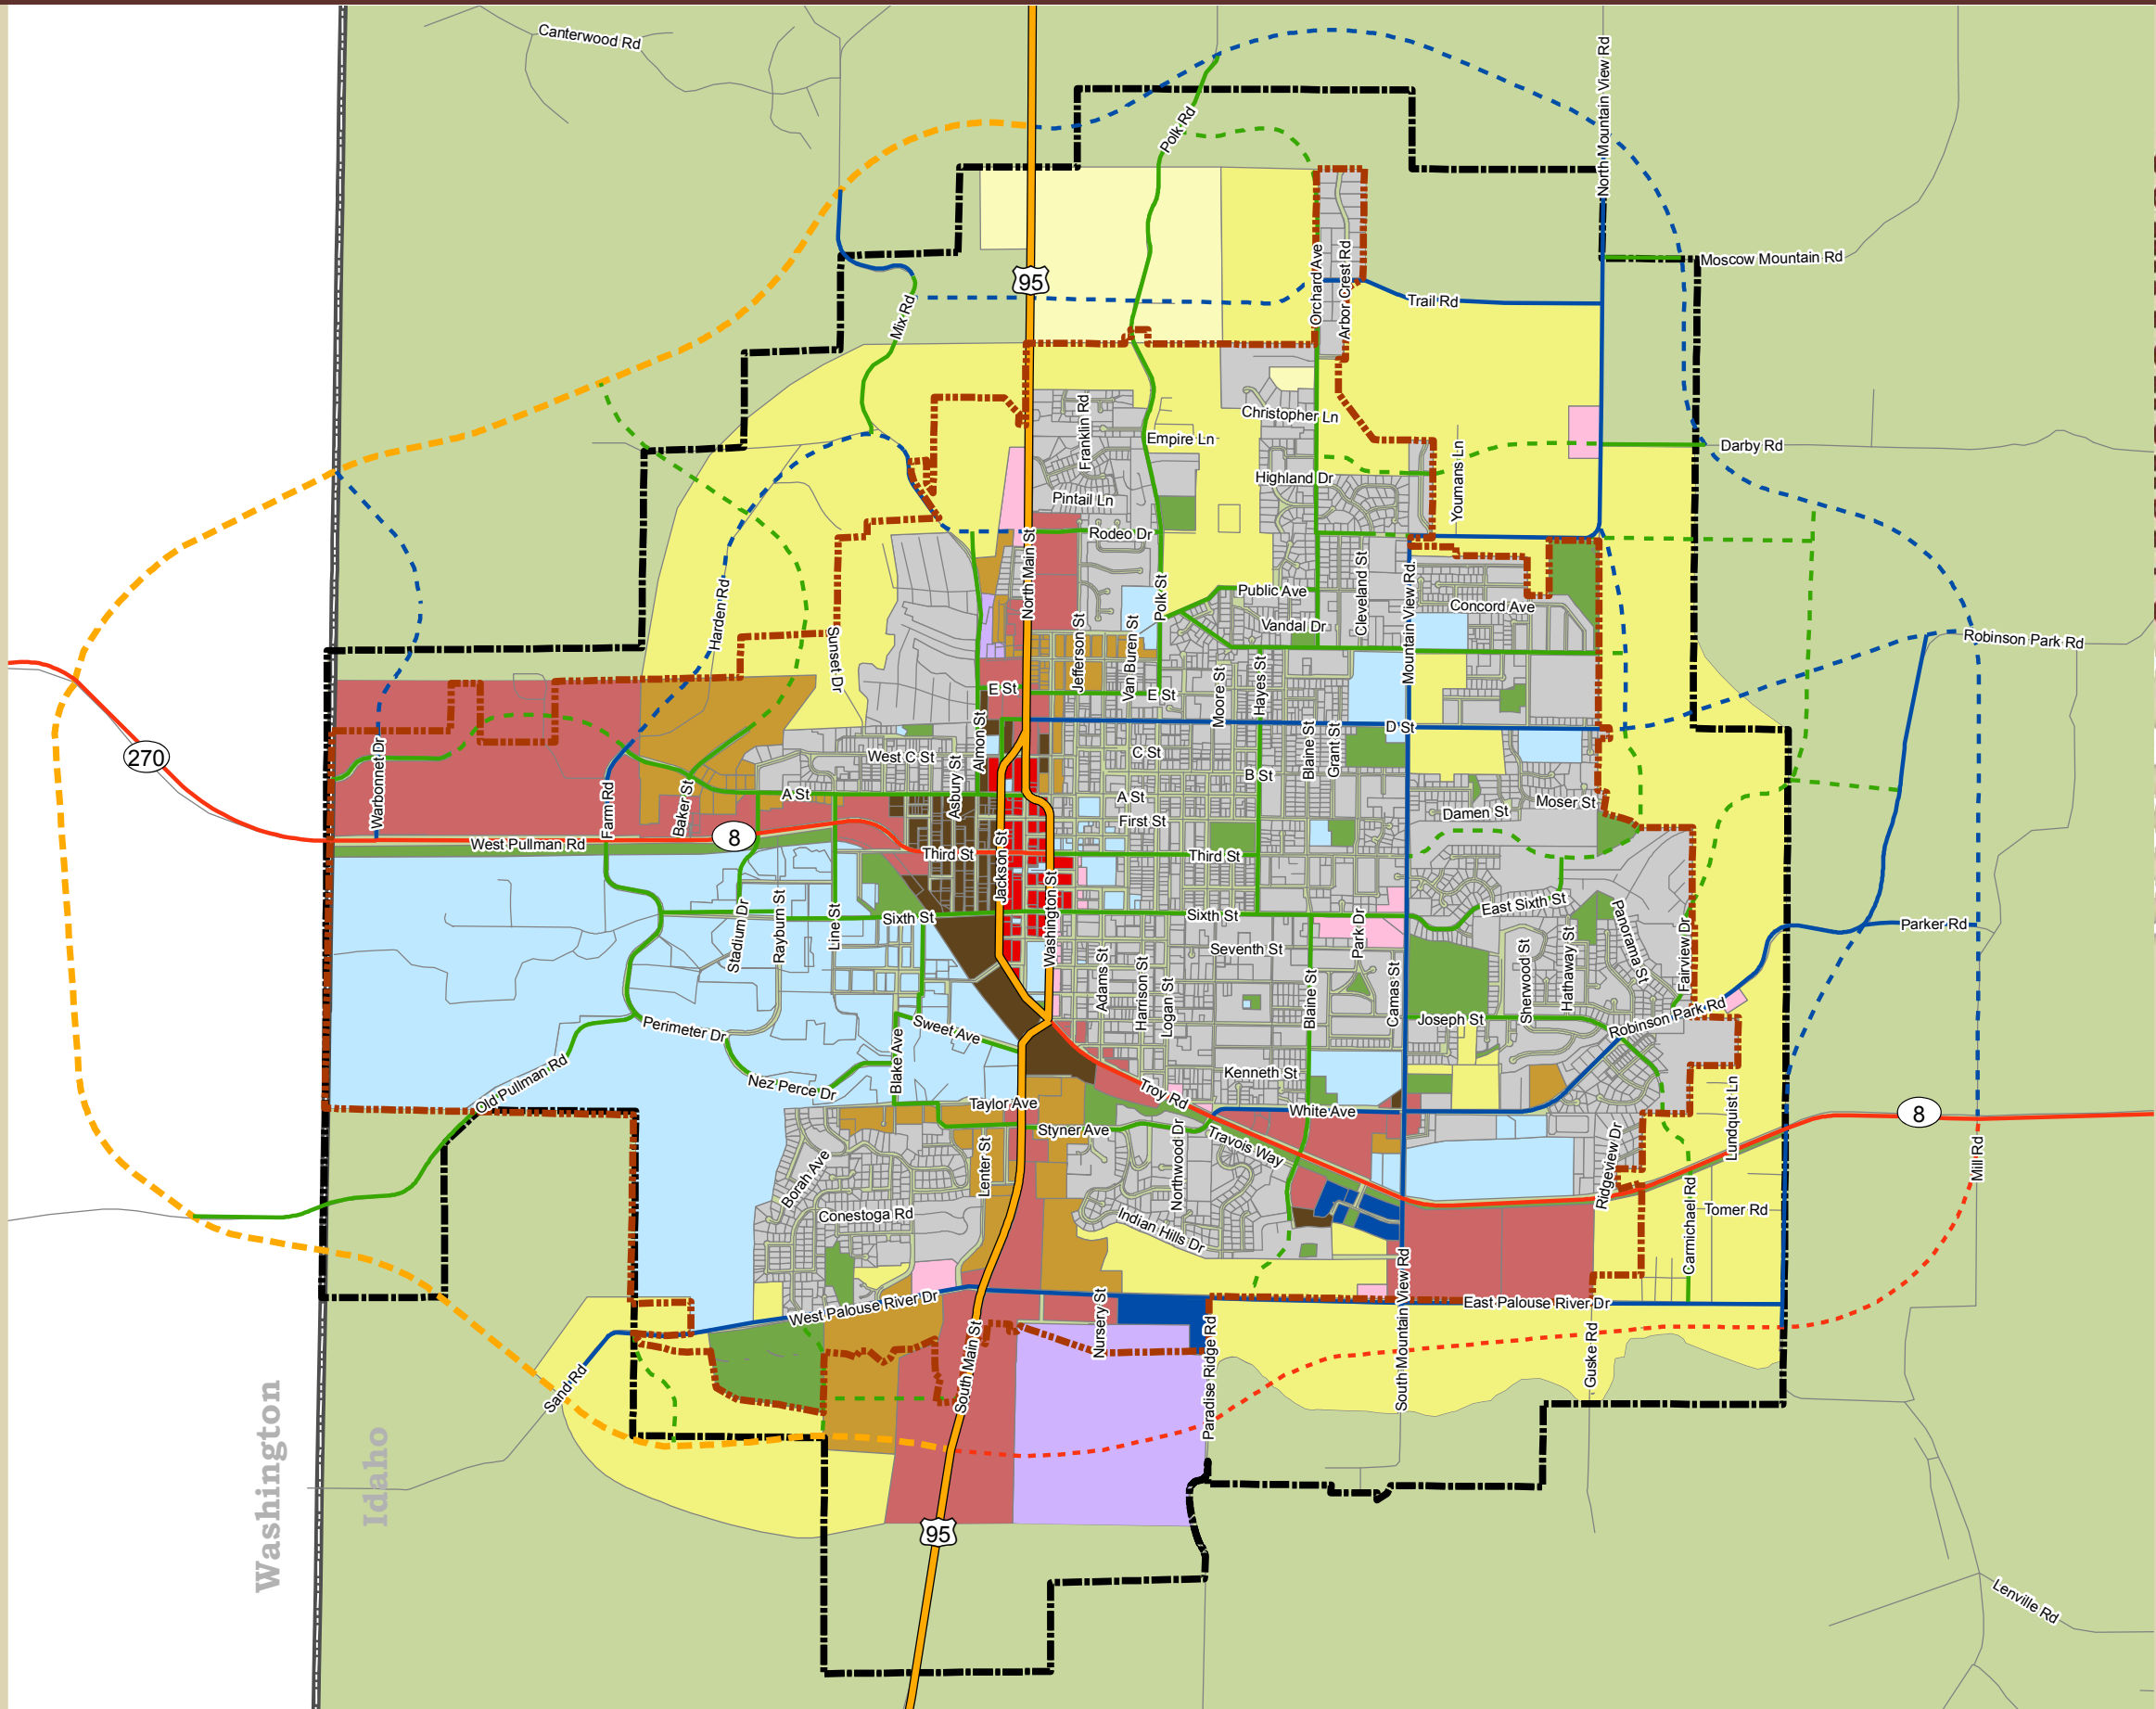 Canterwood Rd
North Mountain View Rd
Polk Rd
Moscow Mountain Rd
95
Orchard Ave
Arbor Crest Rd
Trail Rd
Mix Rd
Franklin Rd
Christopher Ln
Empire Ln
Youmans Ln
Darby Rd
Highland Dr
Pintail Ln
Rodeo Dr
North Main St
Polk St
Public Ave
Cleveland St
Mountain View Rd
Concord Ave
Harden Rd
Sunset Dr
Jefferson St
Van Buren St
Vandal Dr
Robinson Park Rd
E St
E St
Moore St
Hayes St
Warbonnet Dr
270
Farm Rd
Baker St
West C St
Asbury St
Almon St
C St
B St
Blaine St
Grant St
D St
A St
A St
Moser St
Damen St
First St
West Pullman Rd
8
Third St
Jackson St
Third St
Washington St
Stadium Dr
Rayburn St
Line St
Sixth St
Sixth St
East Sixth St
Panorama St
Parker Rd
Seventh St
Park Dr
Sherwood St
Hathaway St
Fairview Dr
Adams St
Harrison St
Logan St
Blaine St
Camas St
Joseph St
Robinson Park Rd
Perimeter Dr
Sweet Ave
Blake Ave
Old Pullman Rd
Nez Perce Dr
Kenneth St
Troy Rd
Taylor Ave
White Ave
Lundquist Ln
8
Styner Ave
Travois Way
Borah Ave
Lenter St
Northwood Dr
Ridgeview Dr
Mill Rd
Conestoga Rd
Indian Hills Dr
Carmichael Rd
Tomer Rd
West Palouse River Dr
East Palouse River Dr
Nursery St
Sand Rd
South Main St
Paradise Ridge Rd
South Mountain View Rd
Guske Rd
Washington
Idaho
95
Lenville Rd